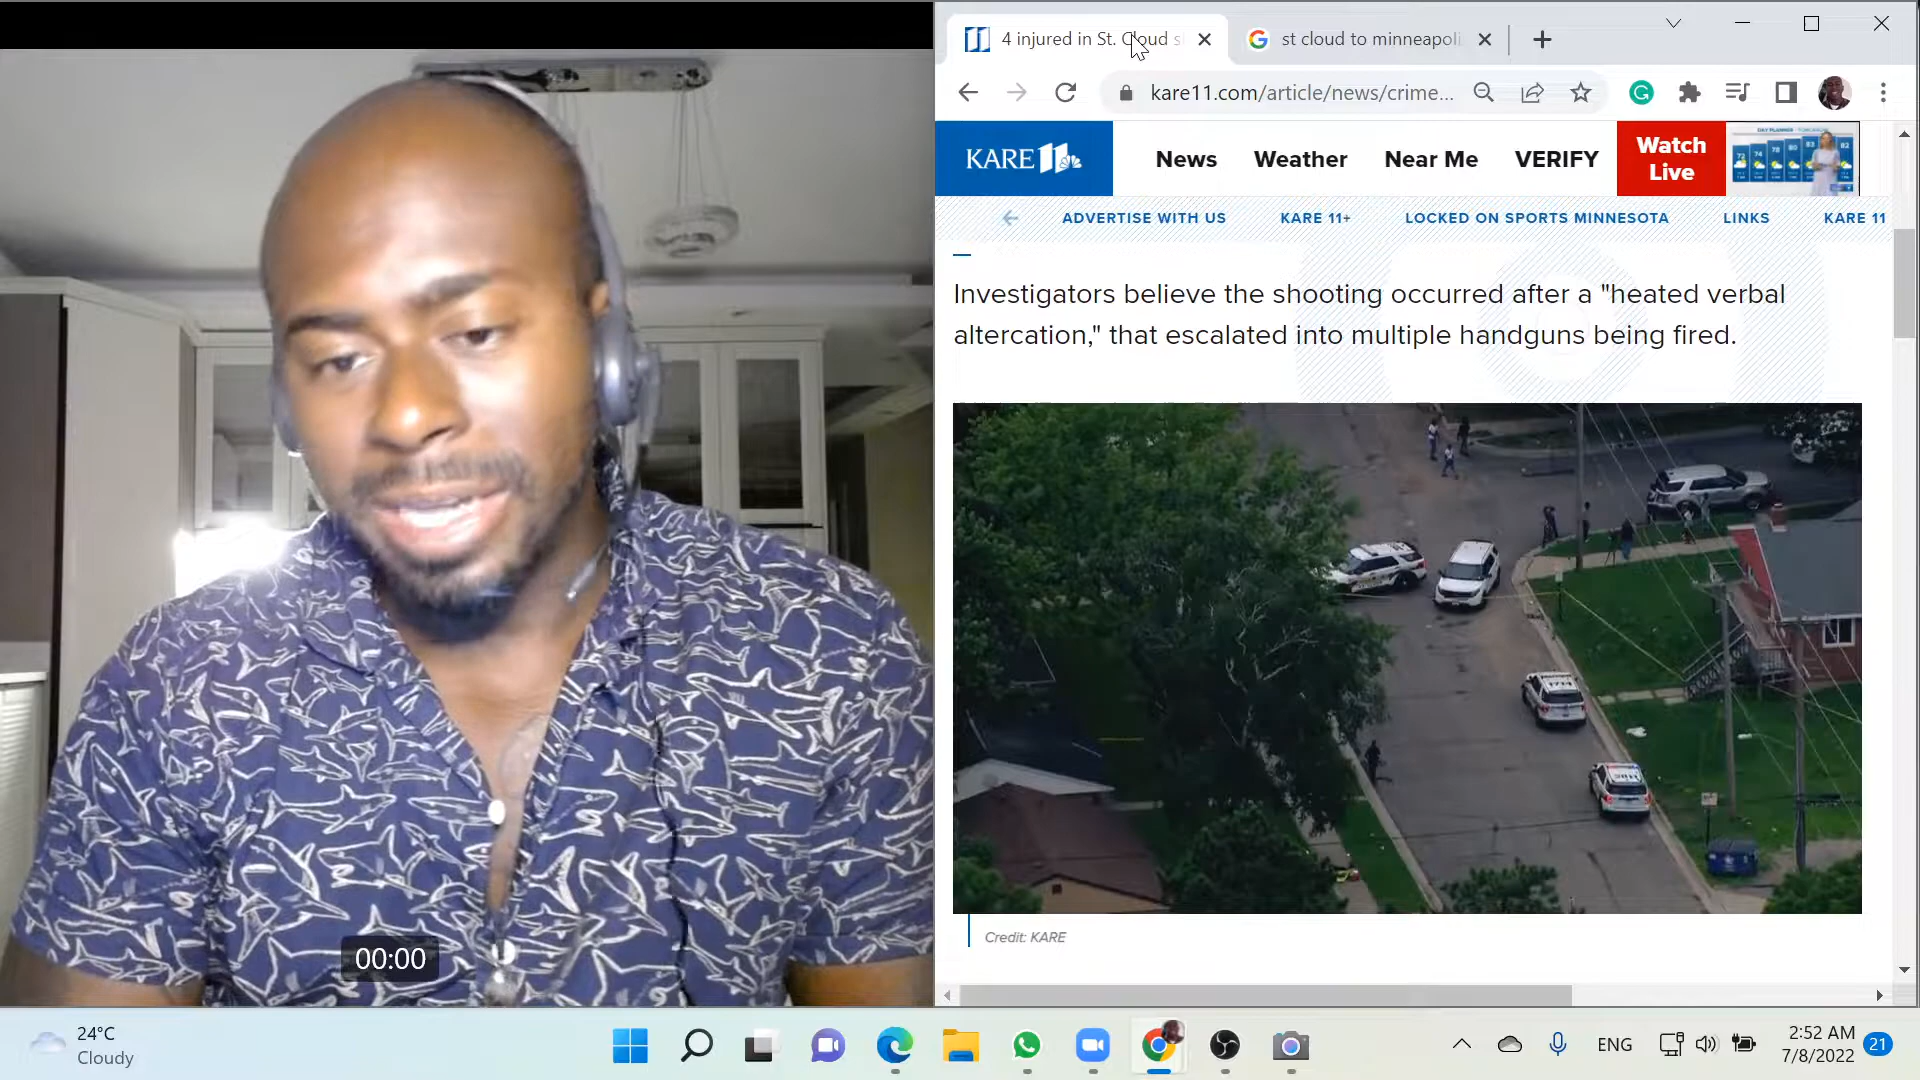 4 injured in St. Cloud s
st cloud to minneapoli
kare11.com/article/news/crime...
KARE 11
News
Weather
Near Me
VERIFY
Watch
Live
ADVERTISE WITH US
KARE 11+
LOCKED ON SPORTS MINNESOTA
LINKS
KARE 11
Investigators believe the shooting occurred after a "heated verbal
altercation," that escalated into multiple handguns being fired.
Credit: KARE
00:00
24°C
Cloudy
ENG
2:52 AM
7/8/2022
21